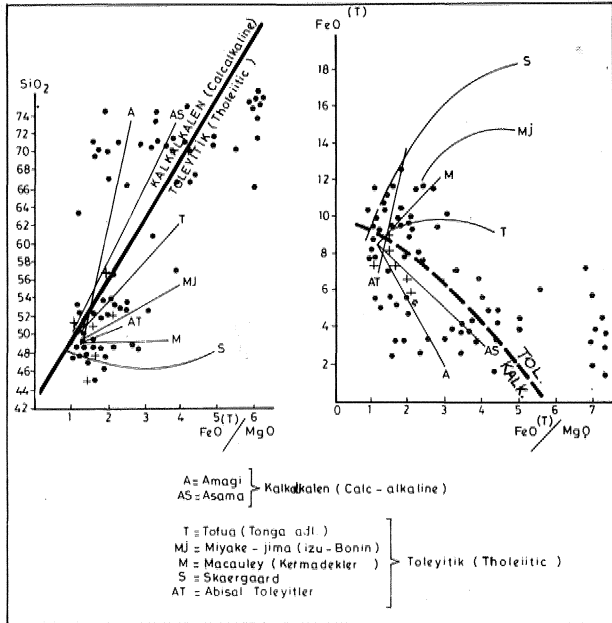 SiO2
74
72
70
66
62
60
58
56
54
52
50
48
46
44
42
0
1
2
3
4
5
6
FeO(T)/MgO
A
AS
KALKALKALEN (Calcalkaline)
TOLEYITIK (Tholeiitic)
T
MJ
AT
M
S
FeO(T)
18
16
14
12
10
8
6
4
2
0
1
2
3
4
5
6
7
FeO(T)/MgO
S
MJ
M
T
AT
A
AS
TOL.
KALK.
A= Amagi
AS= Asama
Kalkalkalen (Calc-alkaline)
T= Tofua (Tonga adl.)
MJ= Miyake-jima (izu-Bonin)
M= Macauley (Kermadekler)
S= Skaergaard
AT= Abisal Toleyitler
Toleyitik (Tholeiitic)